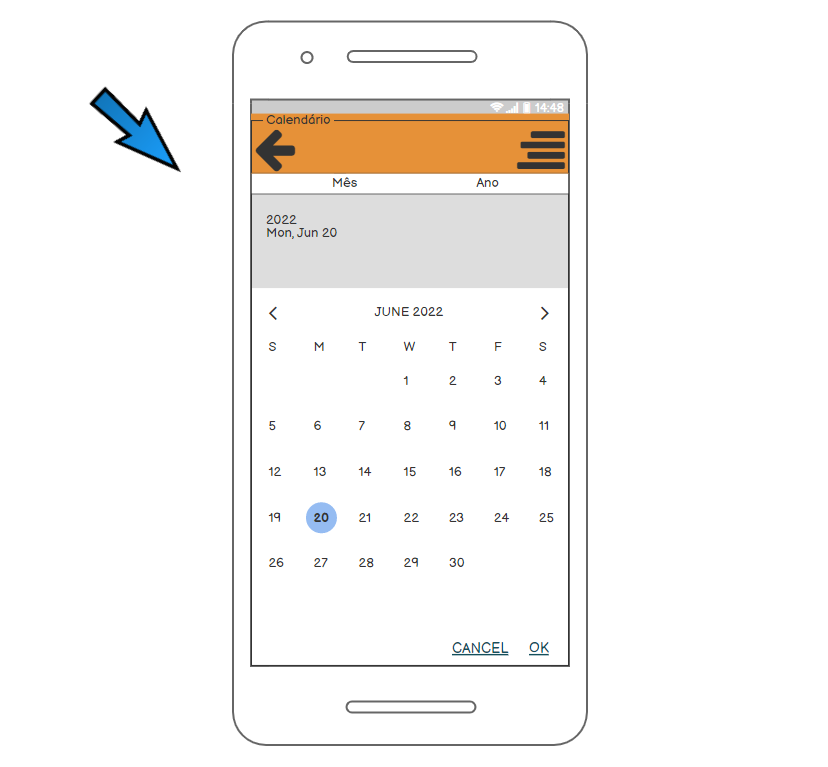 14:48
Calendário
Mês Ano
2022
Mon, Jun 20
JUNE 2022
S M T W T F S
1 2 3 4
5 6 7 8 9 10 11
12 13 14 15 16 17 18
19 20 21 22 23 24 25
26 27 28 29 30
CANCEL OK